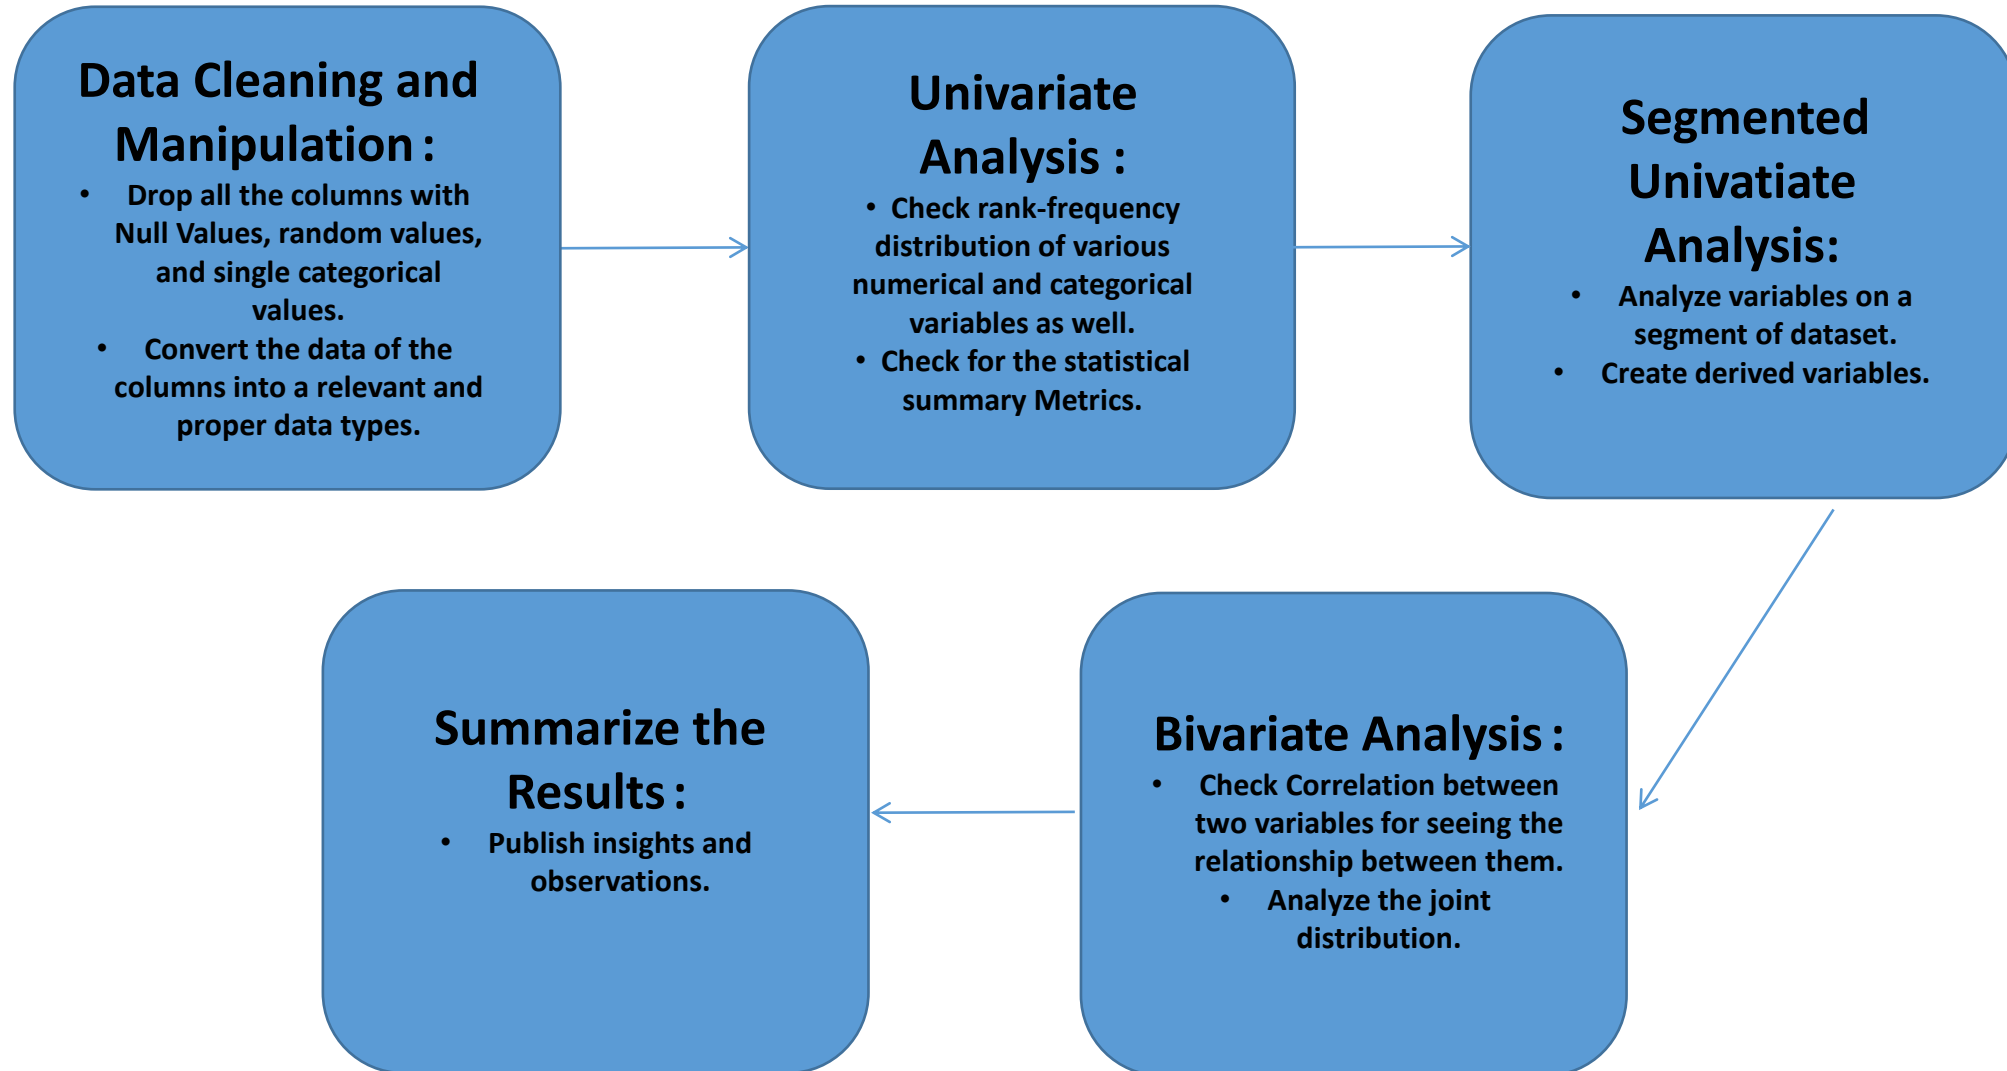 Data Cleaning and
Manipulation :
• Drop all the columns with
Null Values, random values,
and single categorical
values.
• Convert the data of the
columns into a relevant and
proper data types.
Univariate
Analysis :
• Check rank-frequency
distribution of various
numerical and categorical
variables as well.
• Check for the statistical
summary Metrics.
Segmented
Univatiate
Analysis:
• Analyze variables on a
segment of dataset.
• Create derived variables.
Bivariate Analysis :
• Check Correlation between
two variables for seeing the
relationship between them.
• Analyze the joint
distribution.
Summarize the
Results :
• Publish insights and
observations.